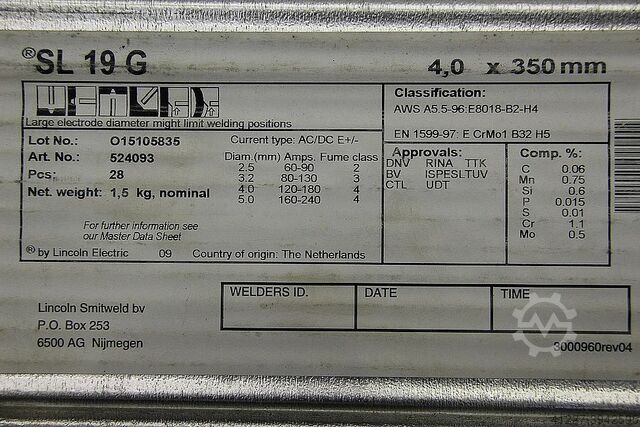 ®SL 19 G 4,0 x 350 mm
Large electrode diameter might limit welding positions
Lot No.: O15105835 Current type: AC/DC E+/-
Art. No.: 524093
Pcs: 28
Net. weight: 1,5 kg, nominal
Diam.(mm) Amps. Fume class
2.5 60-90 2
3.2 80-130 3
4.0 120-180 4
5.0 160-240 4
For further information see
our Master Data Sheet
® by Lincoln Electric 09 Country of origin: The Netherlands
Classification:
AWS A5.5-96:E8018-B2-H4
EN 1599-97: E CrMo1 B32 H5
Approvals:
DNV RINA TTK
BV ISPESLTUV
CTL UDT
Comp. %:
C 0.06
Mn 0.75
Si 0.6
P 0.015
S 0.01
Cr 1.1
Mo 0.5
WELDERS ID. DATE TIME
Lincoln Smitweld bv
P.O. Box 253
6500 AG Nijmegen
3000960rev04